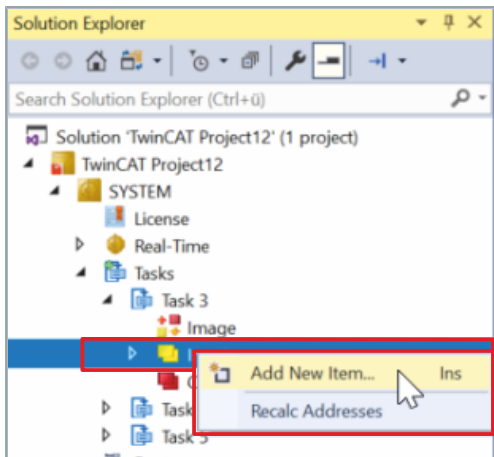 Solution Explorer
Search Solution Explorer (Ctrl+ü)
Solution 'TwinCAT Project12' (1 project)
TwinCAT Project12
SYSTEM
License
Real-Time
Tasks
Task 3
Image
Add New Item... Ins
Recalc Addresses
Task
Task